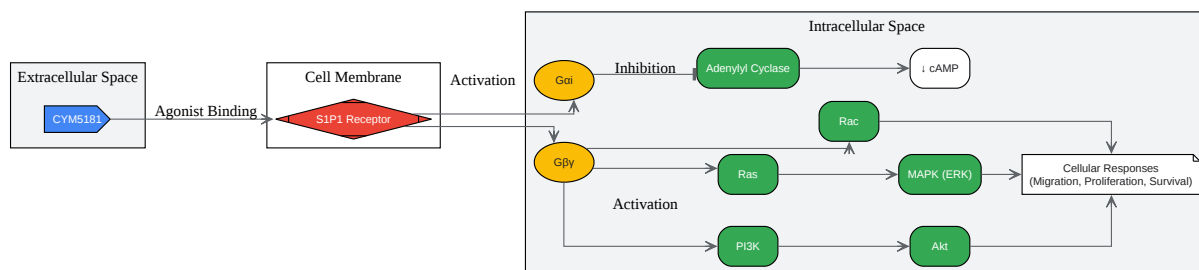 Extracellular Space
CYM5181
Agonist Binding
Cell Membrane
S1P1 Receptor
Activation
Intracellular Space
Gαi
Inhibition
Adenylyl Cyclase
↓ cAMP
Gβγ
Rac
Ras
MAPK (ERK)
Cellular Responses
(Migration, Proliferation, Survival)
Activation
PI3K
Akt